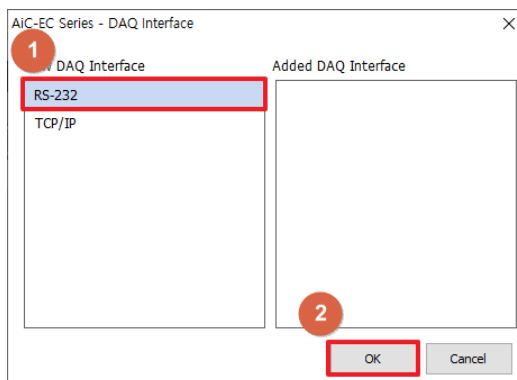 AiC-EC Series - DAQ Interface
1
DAQ Interface
Added DAQ Interface
RS-232
TCP/IP
2
OK
Cancel